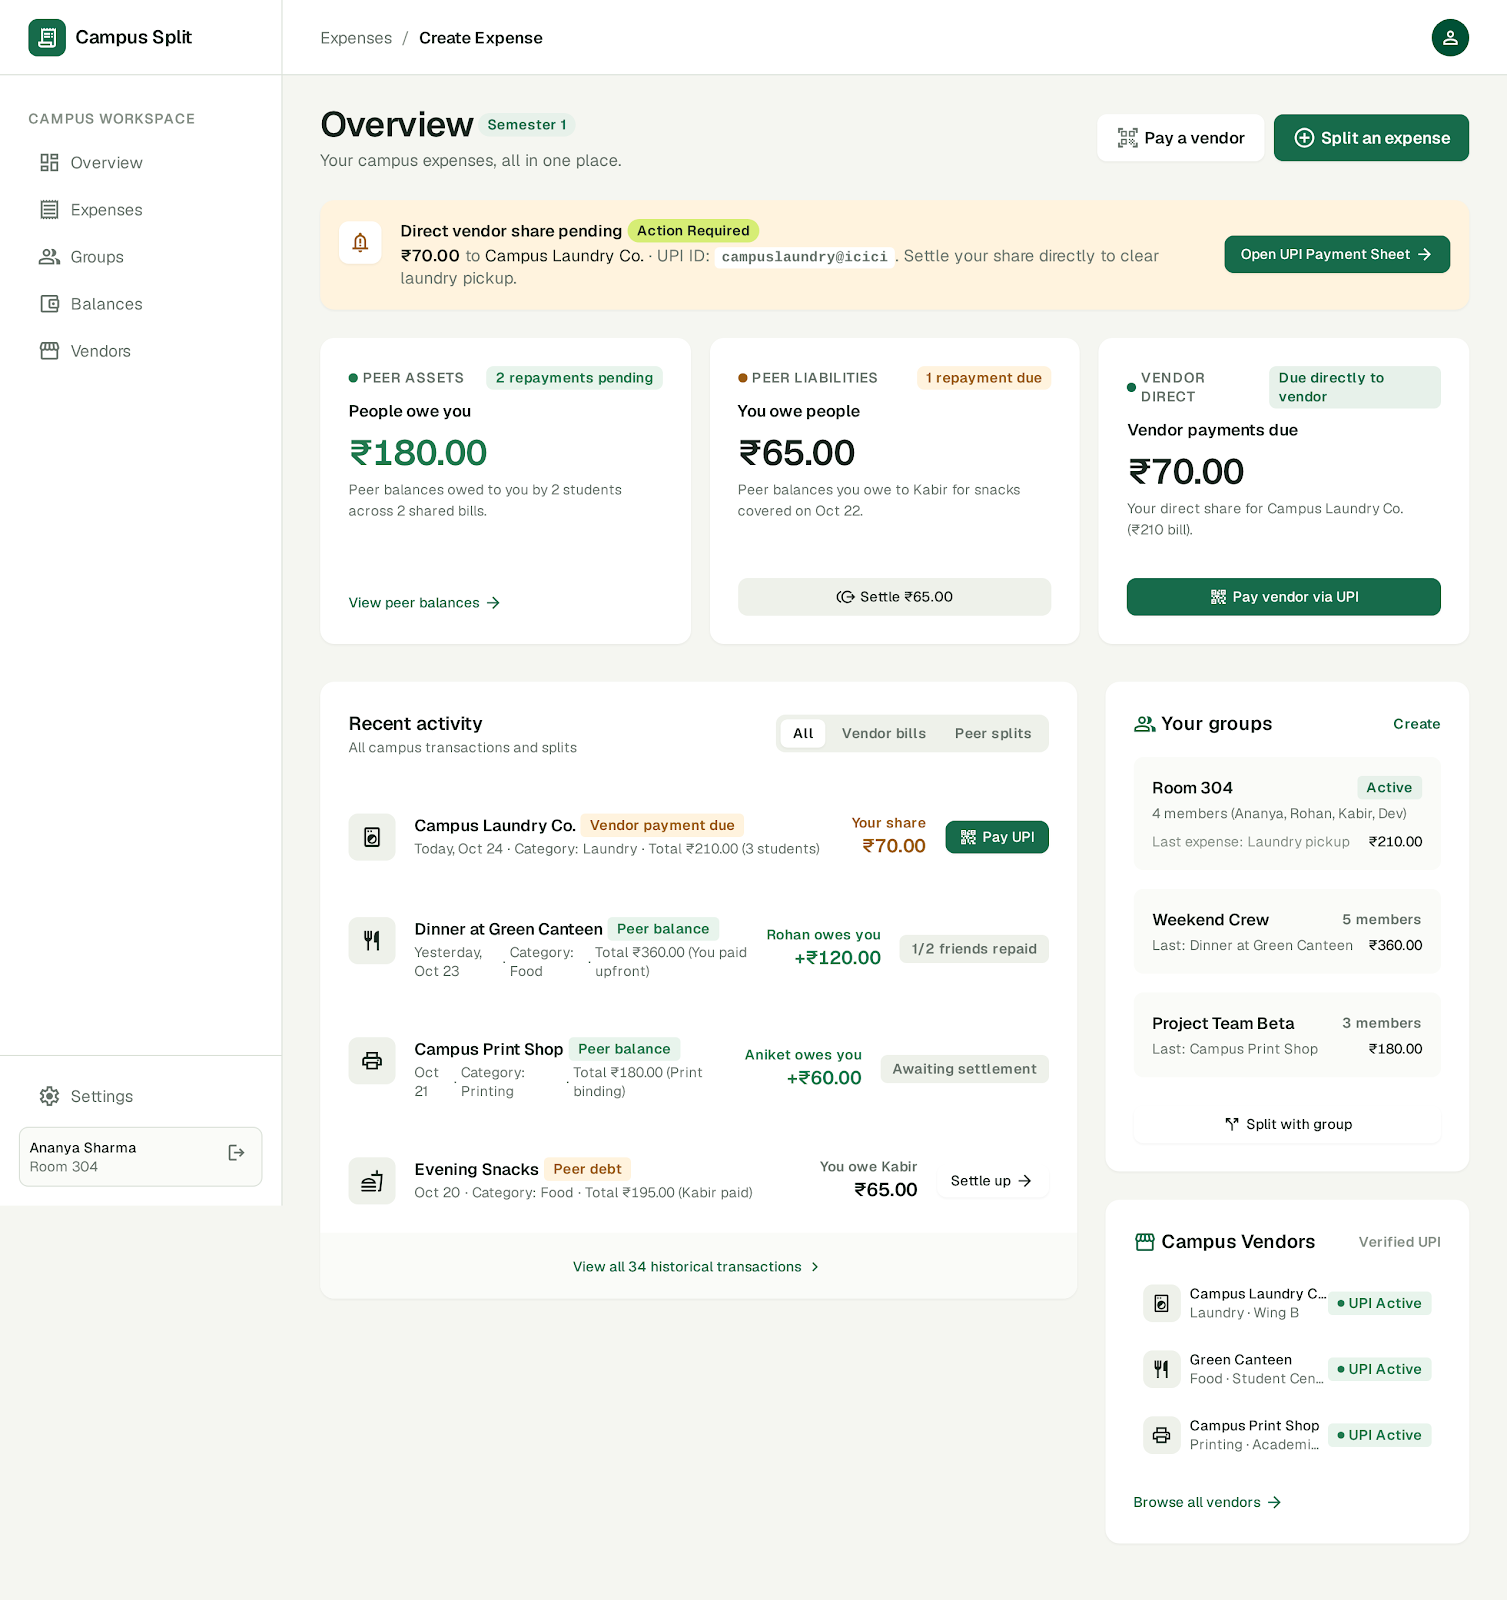 Campus Split
Expenses / Create Expense
CAMPUS WORKSPACE
Overview
Expenses
Groups
Balances
Vendors
Settings
Ananya Sharma
Room 304
Overview Semester 1
Your campus expenses, all in one place.
Pay a vendor
Split an expense
Direct vendor share pending Action Required
₹70.00 to Campus Laundry Co. · UPI ID: campuslaundry@icici . Settle your share directly to clear
laundry pickup.
Open UPI Payment Sheet →
PEER ASSETS
2 repayments pending
People owe you
₹180.00
Peer balances owed to you by 2 students
across 2 shared bills.
View peer balances →
PEER LIABILITIES
1 repayment due
You owe people
₹65.00
Peer balances you owe to Kabir for snacks
covered on Oct 22.
Settle ₹65.00
VENDOR
DIRECT
Due directly to
vendor
Vendor payments due
₹70.00
Your direct share for Campus Laundry Co.
(₹210 bill).
Pay vendor via UPI
Recent activity
All campus transactions and splits
All
Vendor bills
Peer splits
Campus Laundry Co. Vendor payment due
Today, Oct 24 · Category: Laundry · Total ₹210.00 (3 students)
Your share
₹70.00
Pay UPI
Dinner at Green Canteen Peer balance
Yesterday,
Oct 23
·
Category:
Food
·
Total ₹360.00 (You paid
upfront)
Rohan owes you
+₹120.00
1/2 friends repaid
Campus Print Shop Peer balance
Oct
21
·
Category:
Printing
·
Total ₹180.00 (Print
binding)
Aniket owes you
+₹60.00
Awaiting settlement
Evening Snacks Peer debt
Oct 20 · Category: Food · Total ₹195.00 (Kabir paid)
You owe Kabir
₹65.00
Settle up →
View all 34 historical transactions
Your groups
Create
Room 304
Active
4 members (Ananya, Rohan, Kabir, Dev)
Last expense: Laundry pickup ₹210.00
Weekend Crew
5 members
Last: Dinner at Green Canteen ₹360.00
Project Team Beta
3 members
Last: Campus Print Shop ₹180.00
Split with group
Campus Vendors
Verified UPI
Campus Laundry C...
Laundry · Wing B
UPI Active
Green Canteen
Food · Student Cen...
UPI Active
Campus Print Shop
Printing · Academi...
UPI Active
Browse all vendors →